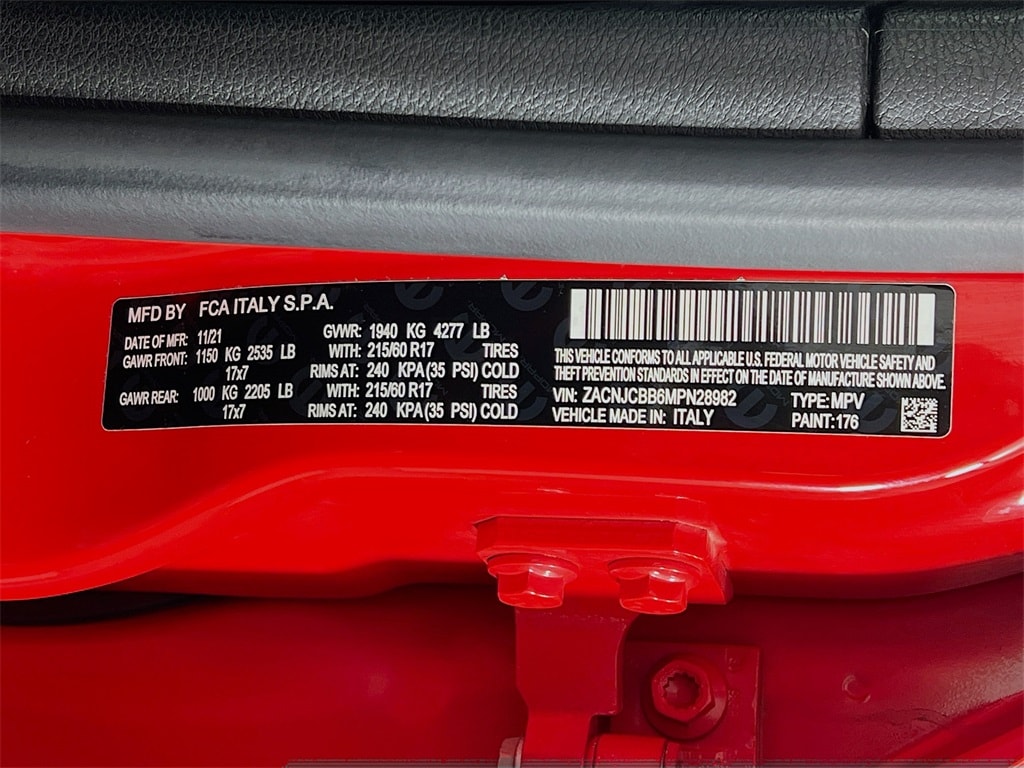 MFD BY FCA ITALY S.P.A.
DATE OF MFR: 11/21 GVWR: 1940 KG 4277 LB
GAWR FRONT: 1150 KG 2535 LB WITH: 215/60 R17 TIRES
17x7 RIMS AT: 240 KPA (35 PSI) COLD
GAWR REAR: 1000 KG 2205 LB WITH: 215/60 R17 TIRES
17x7 RIMS AT: 240 KPA (35 PSI) COLD
THIS VEHICLE CONFORMS TO ALL APPLICABLE U.S. FEDERAL MOTOR VEHICLE SAFETY AND
THEFT PREVENTION STANDARDS IN EFFECT ON THE DATE OF MANUFACTURE SHOWN ABOVE.
VIN: ZACNJCBB6MPN28982 TYPE: MPV
VEHICLE MADE IN: ITALY PAINT: 176